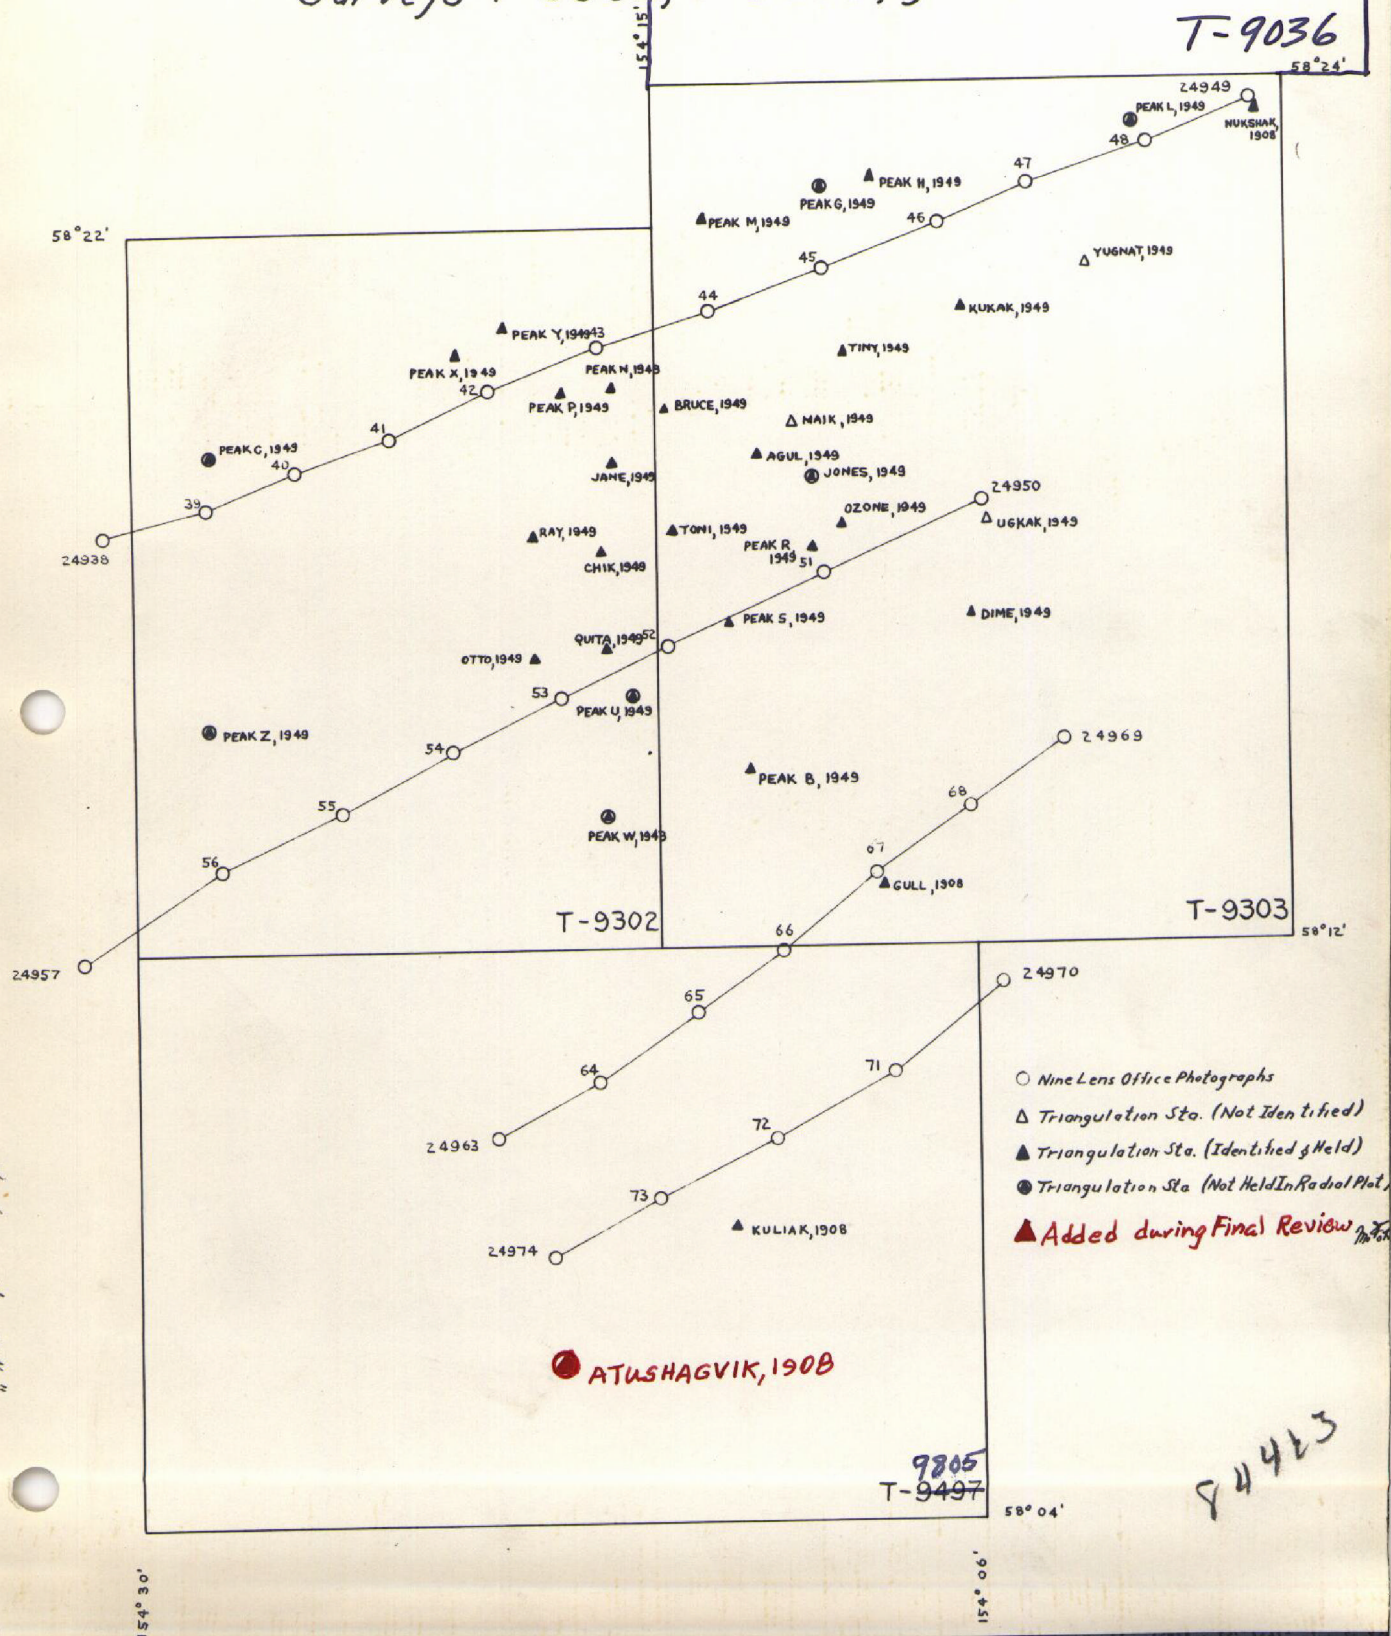 Surveys
154° 15'
T-9036
58°24'
24949
PEAK L, 1949
NUKSHAK,
1908
48
47
PEAK H, 1949
PEAK G, 1949
46
PEAK M, 1949
58°22'
45
YUGNAT, 1949
44
KUKAK, 1949
PEAK Y, 1949
43
TINY, 1949
PEAK X, 1949
PEAK N, 1949
42
PEAK P, 1949
BRUCE, 1949
NAIK, 1949
41
PEAK C, 1949
AGUL, 1949
40
JANE, 1949
JONES, 1949
24950
39
OZONE, 1949
UGKAK, 1949
RAY, 1949
TONI, 1949
PEAK R,
1949
51
24938
CHIK, 1949
DIME, 1949
PEAK S, 1949
QUITA, 1949
52
OTTO, 1949
53
PEAK U, 1949
PEAK Z, 1949
24969
54
PEAK B, 1949
68
55
PEAK W, 1949
67
56
GULL, 1908
T-9302
T-9303
66
58°12'
24957
24970
65
64
71
Nine Lens Office Photographs
Triangulation Sta. (Not Identified)
72
24963
Triangulation Sta. (Identified & Held)
Triangulation Sta (Not Held In Radial Plot)
73
KULIAK, 1908
Added during Final Review
24974
ATUSHAGVIK, 1908
9805
T-9497
58° 04'
154° 30'
154° 06'